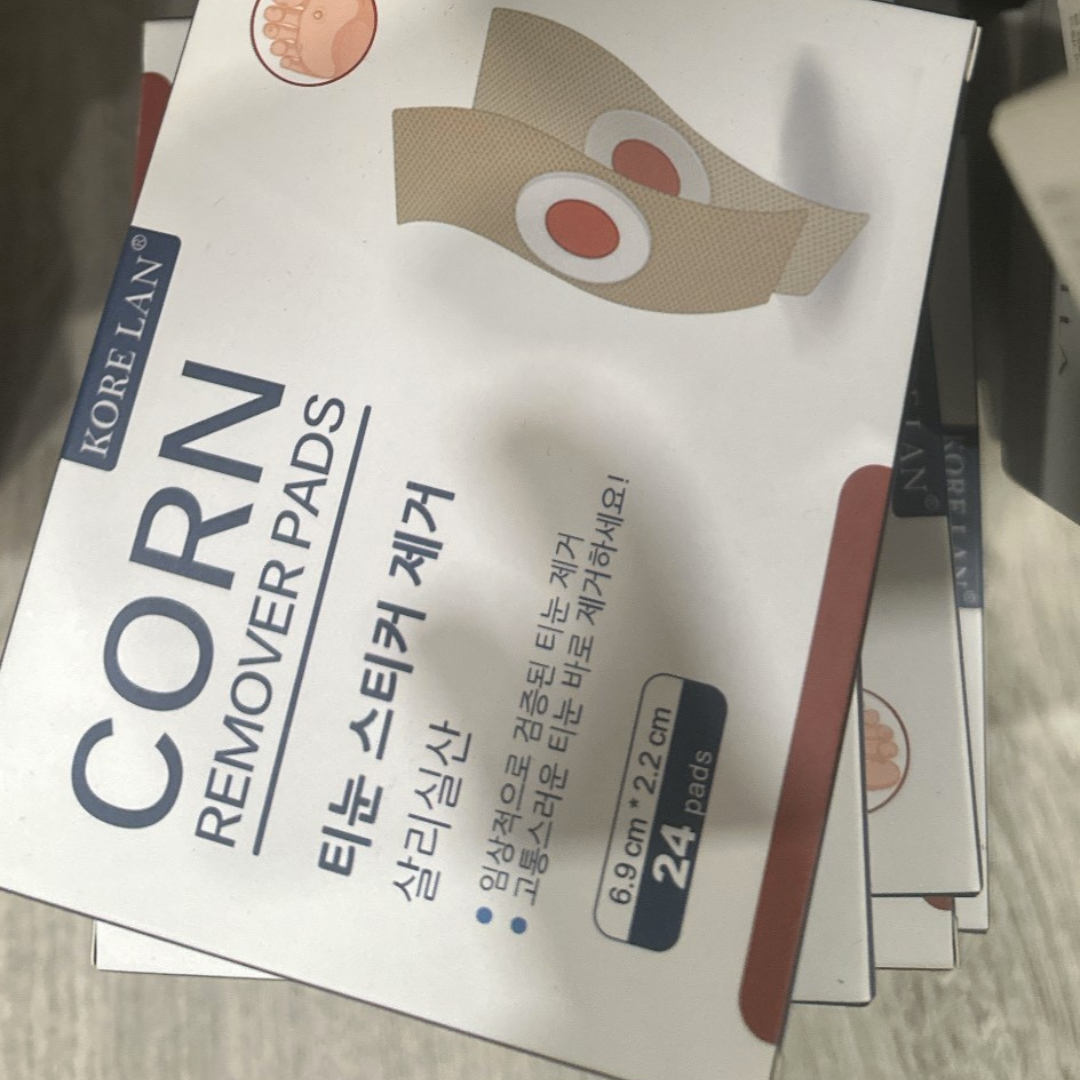 KORE LAN®
CORN
REMOVER PADS
티눈 스티커 제거
살리실산
임상적으로 검증된 티눈 제거
고통스러운 티눈 바로 제거하세요!
6.9 cm * 2.2 cm
24 pads
LAN®
KORE LAN®